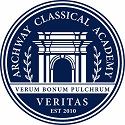 ARCHWAY CLASSICAL ACADEMY
VERUM BONUM PULCHRUM
VERITAS
EST 2010